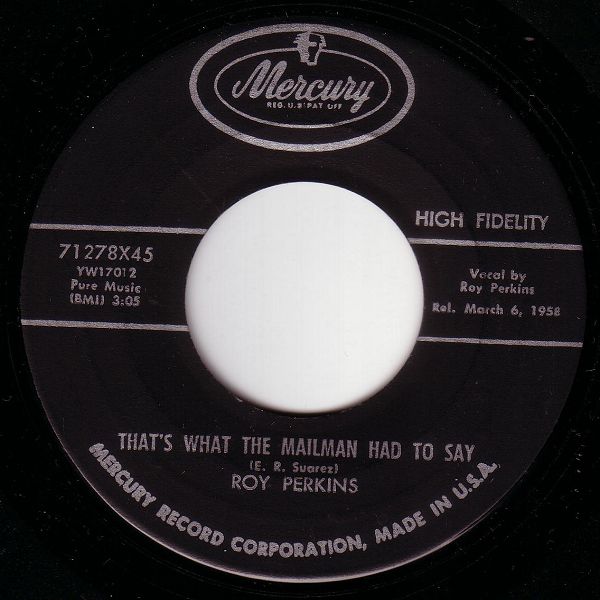 Mercury
REG. U.S. PAT. OFF
HIGH FIDELITY
71278X45
YW17012
Pure Music
(BMI) 3:05
Vocal by
Roy Perkins
Rel. March 6, 1958
THAT'S WHAT THE MAILMAN HAD TO SAY
(E. R. Suarez)
ROY PERKINS
MERCURY RECORD CORPORATION, MADE IN U.S.A.